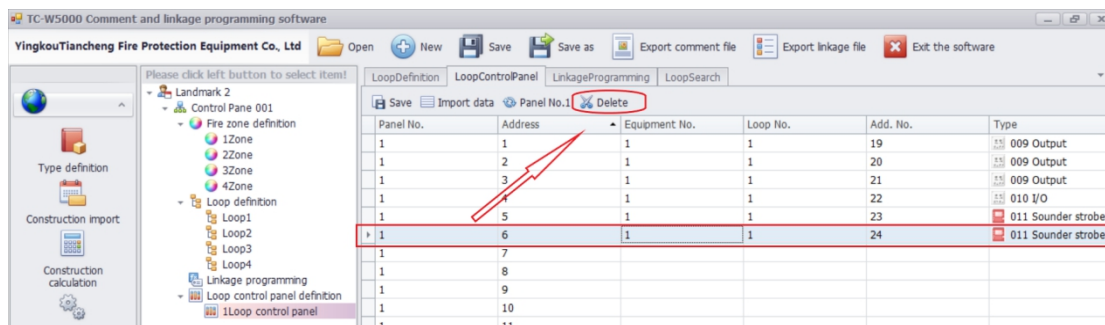 TC-W5000 Comment and linkage programming software
YingkouTiancheng Fire Protection Equipment Co., Ltd Open New Save Save as Export comment file Export linkage file Exit the software
Please click left button to select item!
Type definition
Construction import
Construction
calculation
Landmark 2
Control Pane 001
Fire zone definition
1Zone
2Zone
3Zone
4Zone
Loop definition
Loop1
Loop2
Loop3
Loop4
Linkage programming
Loop control panel definition
1Loop control panel
LoopDefinition LoopControlPanel LinkageProgramming LoopSearch
Save Import data Panel No.1 Delete
Panel No. Address Equipment No. Loop No. Add. No. Type
1 1 1 1 19 009 Output
1 2 1 1 20 009 Output
1 3 1 1 21 009 Output
1 4 1 1 22 010 I/O
1 5 1 1 23 011 Sounder strobe
1 6 1 1 24 011 Sounder strobe
1 7
1 8
1 9
1 10
1 11